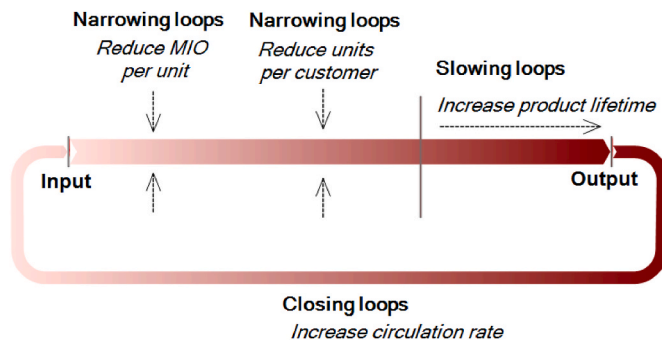 Narrowing loops
Reduce MIO
per unit
Narrowing loops
Reduce units
per customer
Slowing loops
Increase product lifetime
Input
Output
Closing loops
Increase circulation rate